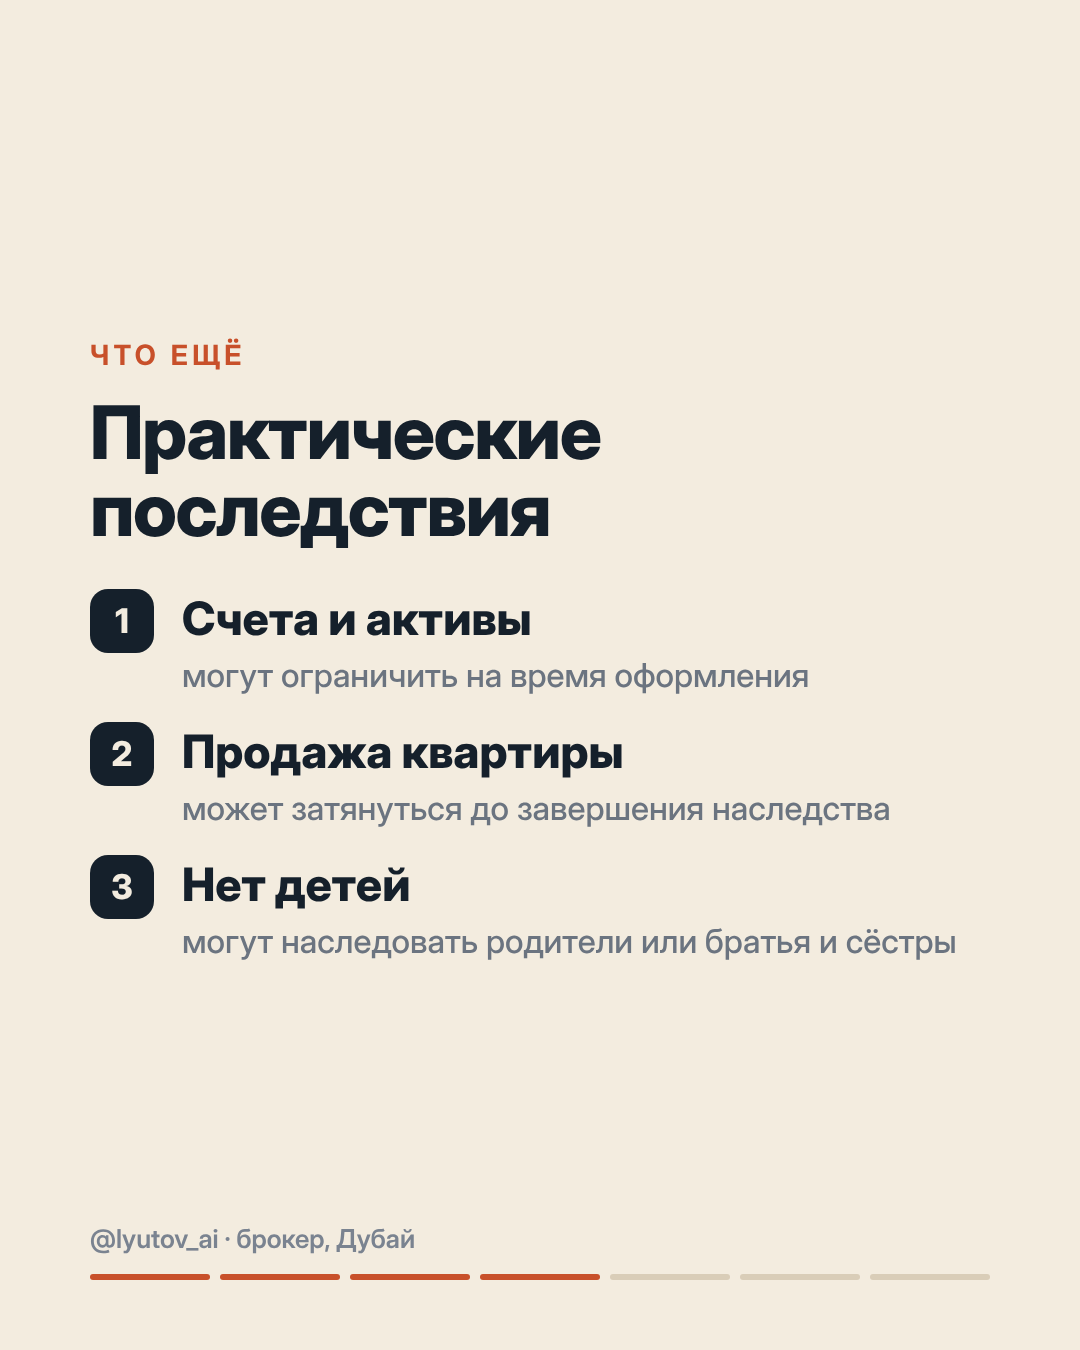 ЧТО ЕЩЁ
Практические
последствия
1 Счета и активы
могут ограничить на время оформления
2 Продажа квартиры
может затянуться до завершения наследства
3 Нет детей
могут наследовать родители или братья и сёстры
@lyutov_ai · брокер, Дубай